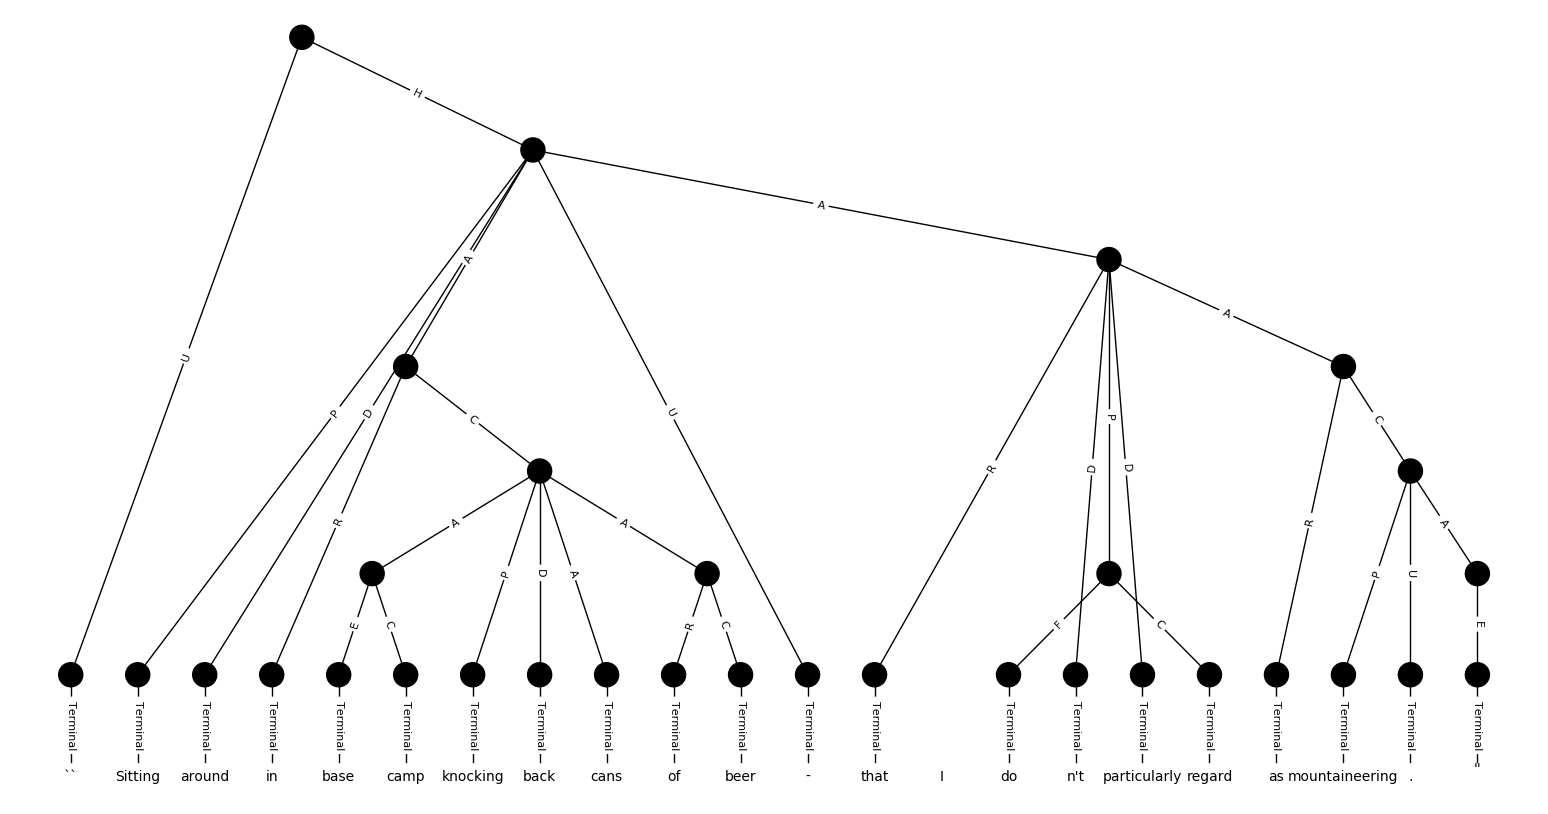 H
A
A
A
U
P
D
U
C
R
P
D
D
C
R
A
A
P
D
A
R
P
U
A
E
C
R
C
F
C
E
Terminal Terminal Terminal Terminal Terminal Terminal Terminal Terminal Terminal Terminal Terminal Terminal Terminal Terminal Terminal Terminal Terminal Terminal Terminal Terminal Terminal
`` Sitting around in base camp knocking back cans of beer - that I do n't particularly regard as mountaineering . "